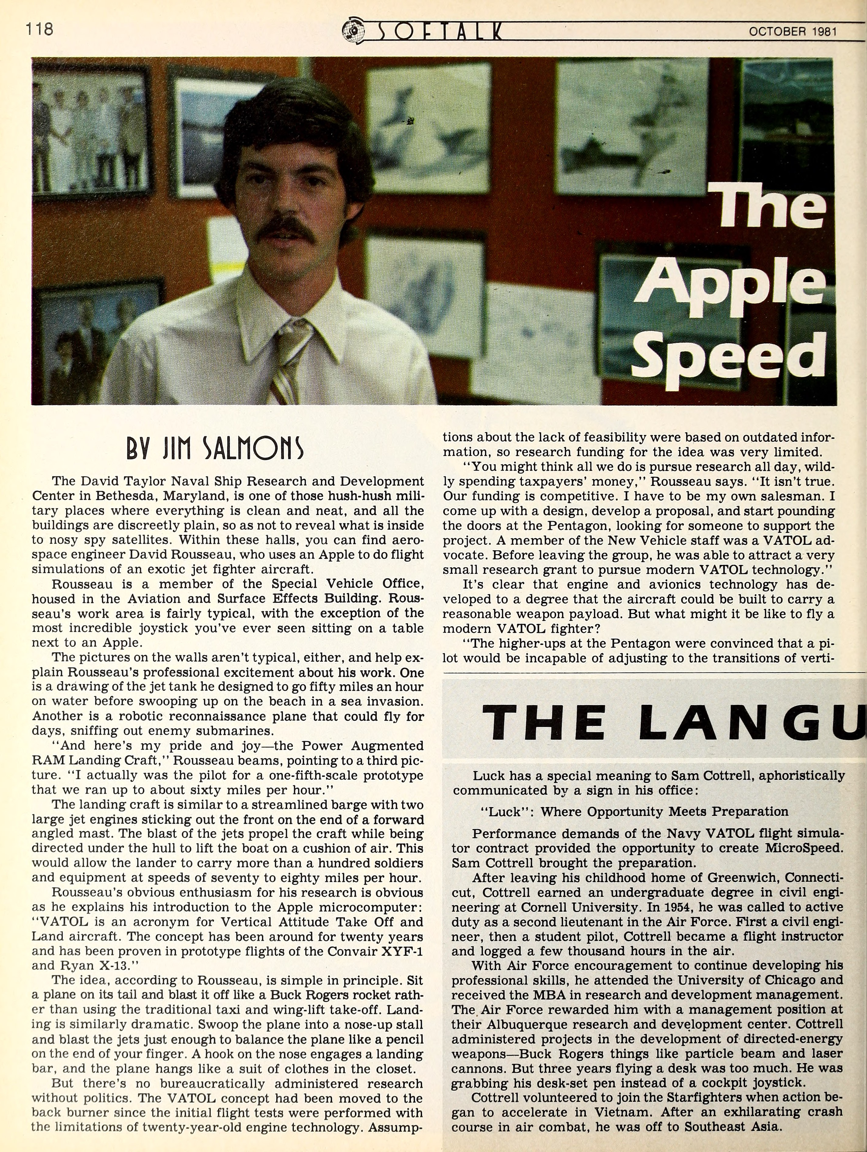 118
SOFTALK
OCTOBER 1981
The
Apple
Speed
BY JIM SALMONS
The David Taylor Naval Ship Research and Development
Center in Bethesda, Maryland, is one of those hush-hush mili-
tary places where everything is clean and neat, and all the
buildings are discreetly plain, so as not to reveal what is inside
to nosy spy satellites. Within these halls, you can find aero-
space engineer David Rousseau, who uses an Apple to do flight
simulations of an exotic jet fighter aircraft.
Rousseau is a member of the Special Vehicle Office,
housed in the Aviation and Surface Effects Building. Rous-
seau's work area is fairly typical, with the exception of the
most incredible joystick you've ever seen sitting on a table
next to an Apple.
The pictures on the walls aren't typical, either, and help ex-
plain Rousseau's professional excitement about his work. One
is a drawing of the jet tank he designed to go fifty miles an hour
on water before swooping up on the beach in a sea invasion.
Another is a robotic reconnaissance plane that could fly for
days, sniffing out enemy submarines.
"And here's my pride and joy—the Power Augmented
RAM Landing Craft," Rousseau beams, pointing to a third pic-
ture. "I actually was the pilot for a one-fifth-scale prototype
that we ran up to about sixty miles per hour."
The landing craft is similar to a streamlined barge with two
large jet engines sticking out the front on the end of a forward
angled mast. The blast of the jets propel the craft while being
directed under the hull to lift the boat on a cushion of air. This
would allow the lander to carry more than a hundred soldiers
and equipment at speeds of seventy to eighty miles per hour.
Rousseau's obvious enthusiasm for his research is obvious
as he explains his introduction to the Apple microcomputer:
"VATOL is an acronym for Vertical Attitude Take Off and
Land aircraft. The concept has been around for twenty years
and has been proven in prototype flights of the Convair XYF-1
and Ryan X-13."
The idea, according to Rousseau, is simple in principle. Sit
a plane on its tail and blast it off like a Buck Rogers rocket rath-
er than using the traditional taxi and wing-lift take-off. Land-
ing is similarly dramatic. Swoop the plane into a nose-up stall
and blast the jets just enough to balance the plane like a pencil
on the end of your finger. A hook on the nose engages a landing
bar, and the plane hangs like a suit of clothes in the closet.
But there's no bureaucratically administered research
without politics. The VATOL concept had been moved to the
back burner since the initial flight tests were performed with
the limitations of twenty-year-old engine technology. Assump-
tions about the lack of feasibility were based on outdated infor-
mation, so research funding for the idea was very limited.
"You might think all we do is pursue research all day, wild-
ly spending taxpayers' money," Rousseau says. "It isn't true.
Our funding is competitive. I have to be my own salesman. I
come up with a design, develop a proposal, and start pounding
the doors at the Pentagon, looking for someone to support the
project. A member of the New Vehicle staff was a VATOL ad-
vocate. Before leaving the group, he was able to attract a very
small research grant to pursue modern VATOL technology."
It's clear that engine and avionics technology has de-
veloped to a degree that the aircraft could be built to carry a
reasonable weapon payload. But what might it be like to fly a
modern VATOL fighter?
"The higher-ups at the Pentagon were convinced that a pi-
lot would be incapable of adjusting to the transitions of verti-
THE LANGU
Luck has a special meaning to Sam Cottrell, aphoristically
communicated by a sign in his office:
"Luck": Where Opportunity Meets Preparation
Performance demands of the Navy VATOL flight simula-
tor contract provided the opportunity to create MicroSpeed.
Sam Cottrell brought the preparation.
After leaving his childhood home of Greenwich, Connecti-
cut, Cottrell earned an undergraduate degree in civil engi-
neering at Cornell University. In 1954, he was called to active
duty as a second lieutenant in the Air Force. First a civil engi-
neer, then a student pilot, Cottrell became a flight instructor
and logged a few thousand hours in the air.
With Air Force encouragement to continue developing his
professional skills, he attended the University of Chicago and
received the MBA in research and development management.
The Air Force rewarded him with a management position at
their Albuquerque research and development center. Cottrell
administered projects in the development of directed-energy
weapons—Buck Rogers things like particle beam and laser
cannons. But three years flying a desk was too much. He was
grabbing his desk-set pen instead of a cockpit joystick.
Cottrell volunteered to join the Starfighters when action be-
gan to accelerate in Vietnam. After an exhilarating crash
course in air combat, he was off to Southeast Asia.